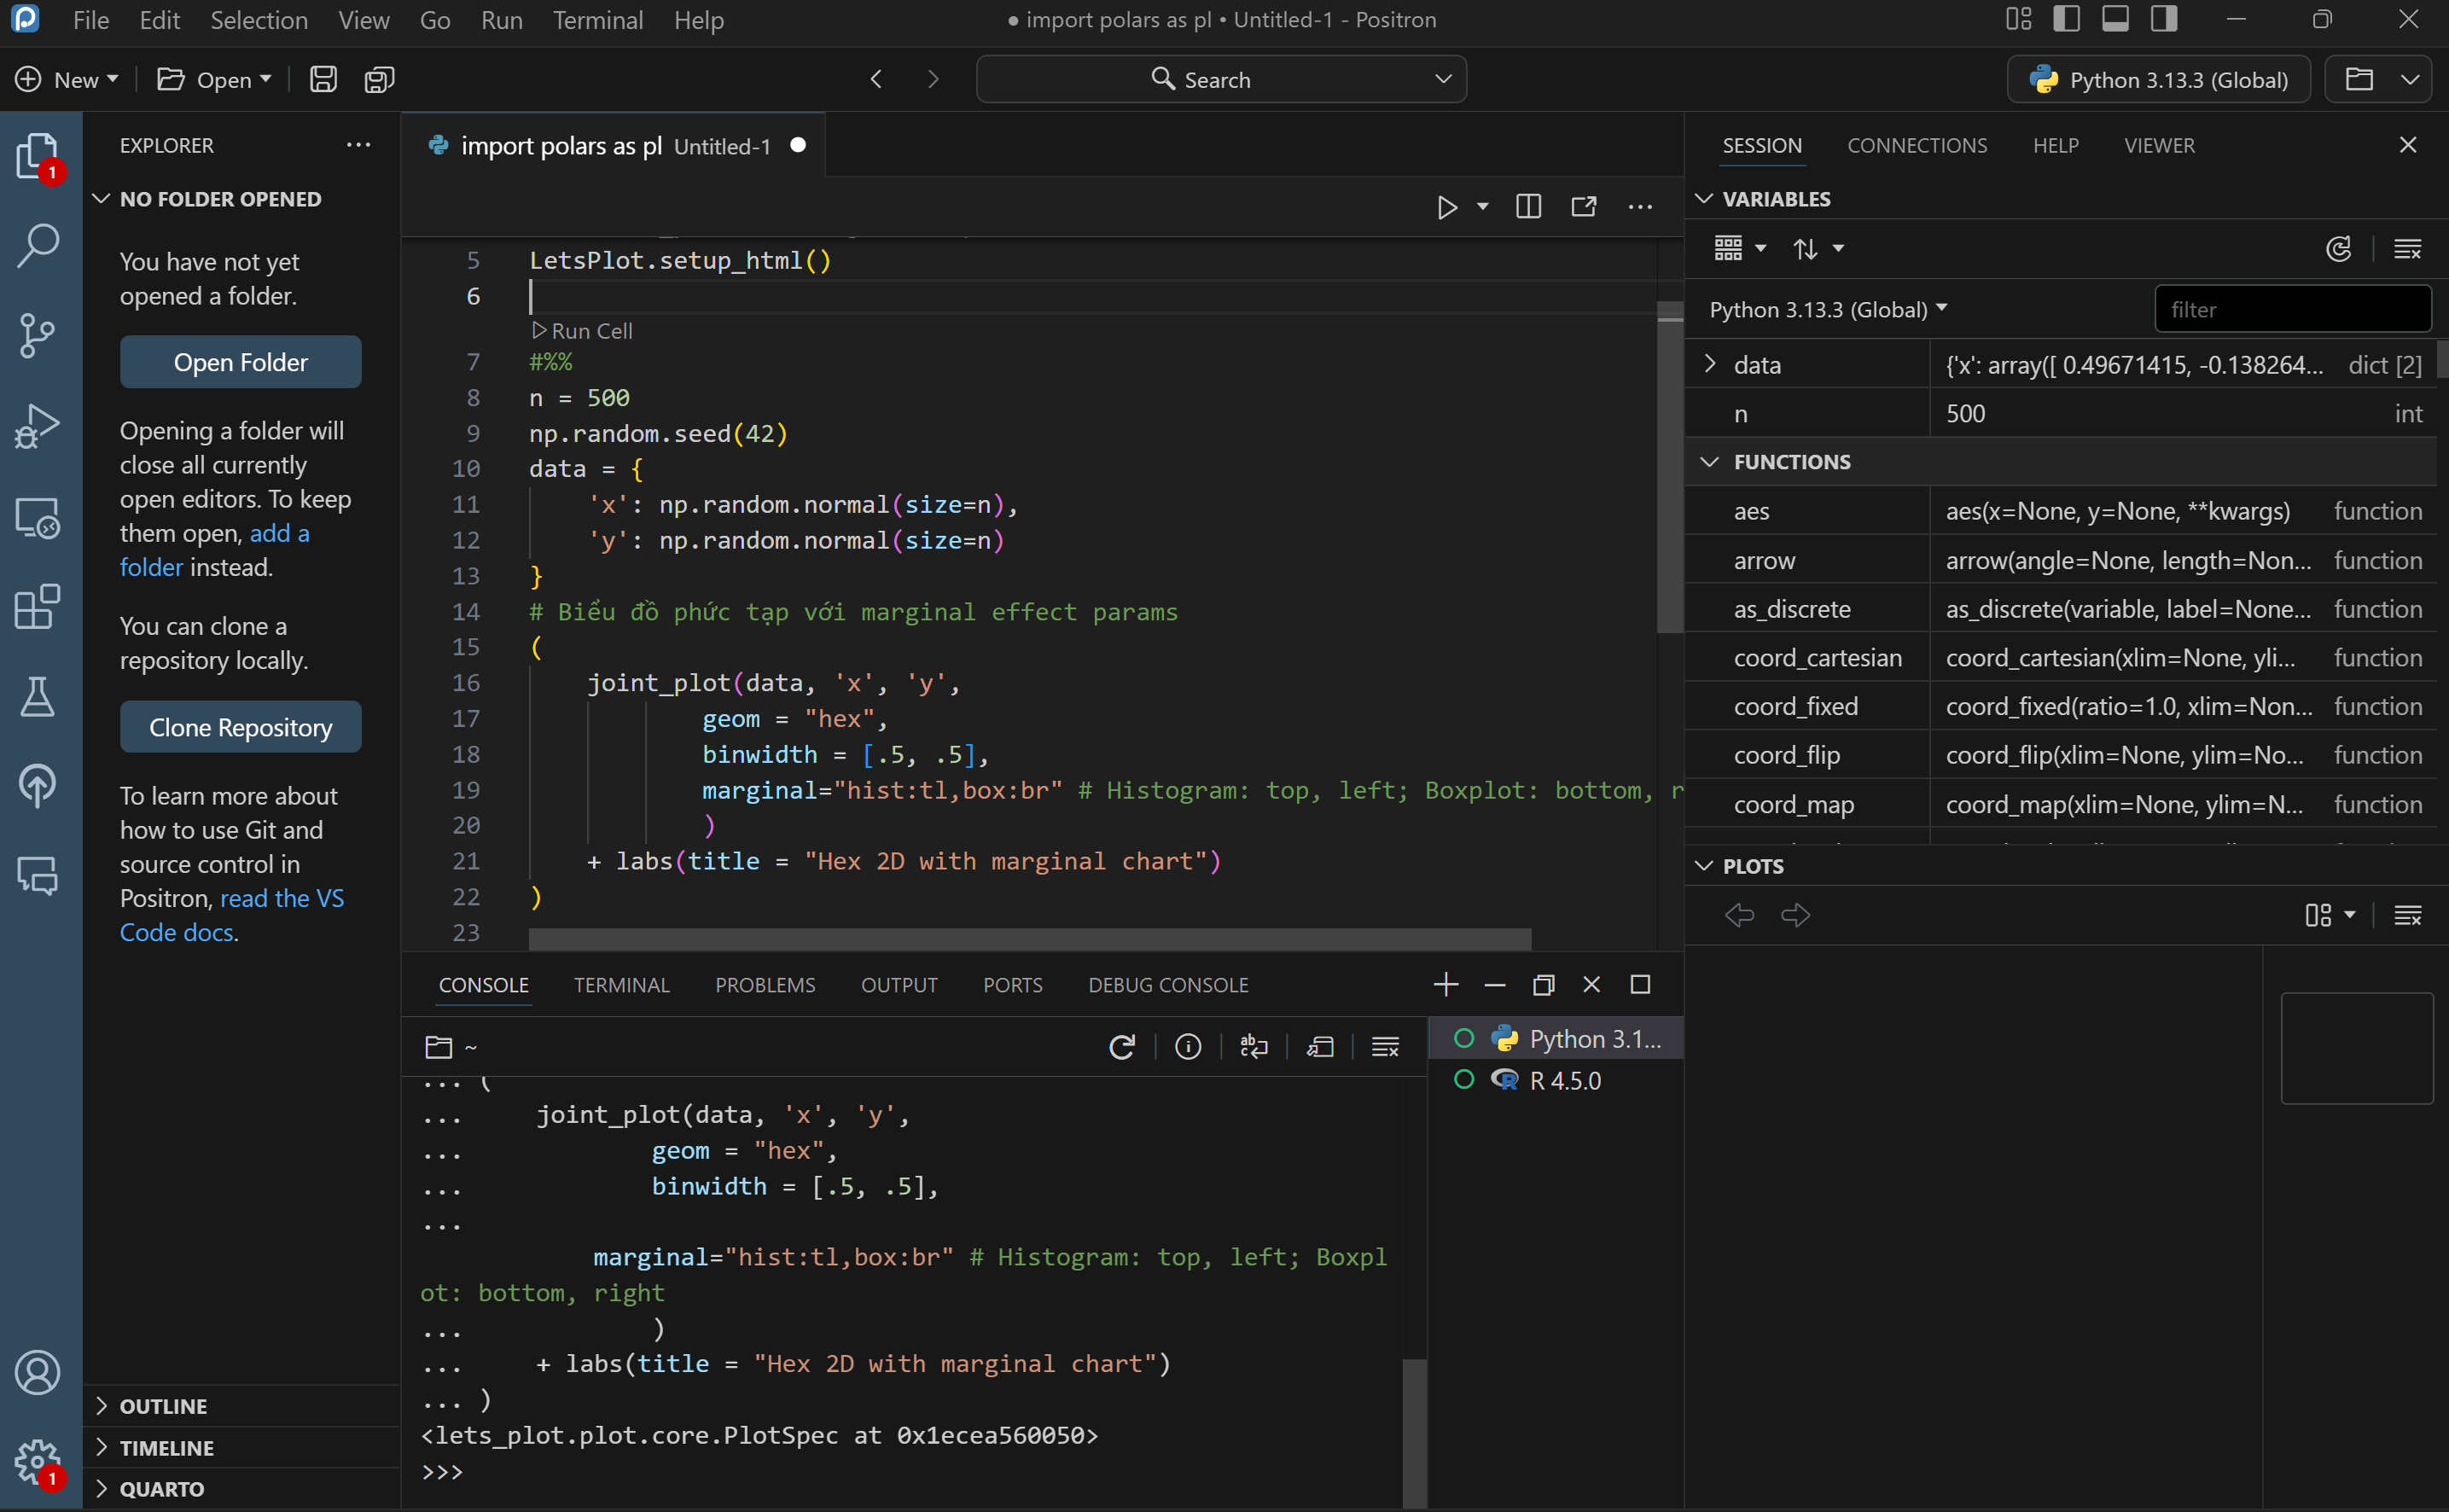 File Edit Selection View Go Run Terminal Help
● import polars as pl • Untitled-1 - Positron
New Open
Search
Python 3.13.3 (Global)
EXPLORER
NO FOLDER OPENED
You have not yet
opened a folder.
Open Folder
Opening a folder will
close all currently
open editors. To keep
them open, add a
folder instead.
You can clone a
repository locally.
Clone Repository
To learn more about
how to use Git and
source control in
Positron, read the VS
Code docs.
OUTLINE
TIMELINE
QUARTO
1
1
import polars as pl Untitled-1
5 LetsPlot.setup_html()
6
Run Cell
7 #%%
8 n = 500
9 np.random.seed(42)
10 data = {
11 'x': np.random.normal(size=n),
12 'y': np.random.normal(size=n)
13 }
14 # Biểu đồ phức tạp với marginal effect params
15 (
16 joint_plot(data, 'x', 'y',
17 geom = "hex",
18 binwidth = [.5, .5],
19 marginal="hist:tl,box:br" # Histogram: top, left; Boxplot: bottom, r
20 )
21 + labs(title = "Hex 2D with marginal chart")
22 )
23
CONSOLE TERMINAL PROBLEMS OUTPUT PORTS DEBUG CONSOLE
~
... (
... joint_plot(data, 'x', 'y',
... geom = "hex",
... binwidth = [.5, .5],
...
marginal="hist:tl,box:br" # Histogram: top, left; Boxpl
ot: bottom, right
... )
... + labs(title = "Hex 2D with marginal chart")
... )
<lets_plot.plot.core.PlotSpec at 0x1ecea560050>
>>>
Python 3.1...
R 4.5.0
SESSION CONNECTIONS HELP VIEWER
VARIABLES
Python 3.13.3 (Global) filter
data {'x': array([ 0.49671415, -0.138264... dict [2]
n 500 int
FUNCTIONS
aes aes(x=None, y=None, **kwargs) function
arrow arrow(angle=None, length=Non... function
as_discrete as_discrete(variable, label=None... function
coord_cartesian coord_cartesian(xlim=None, yli... function
coord_fixed coord_fixed(ratio=1.0, xlim=Non... function
coord_flip coord_flip(xlim=None, ylim=No... function
coord_map coord_map(xlim=None, ylim=N... function
PLOTS